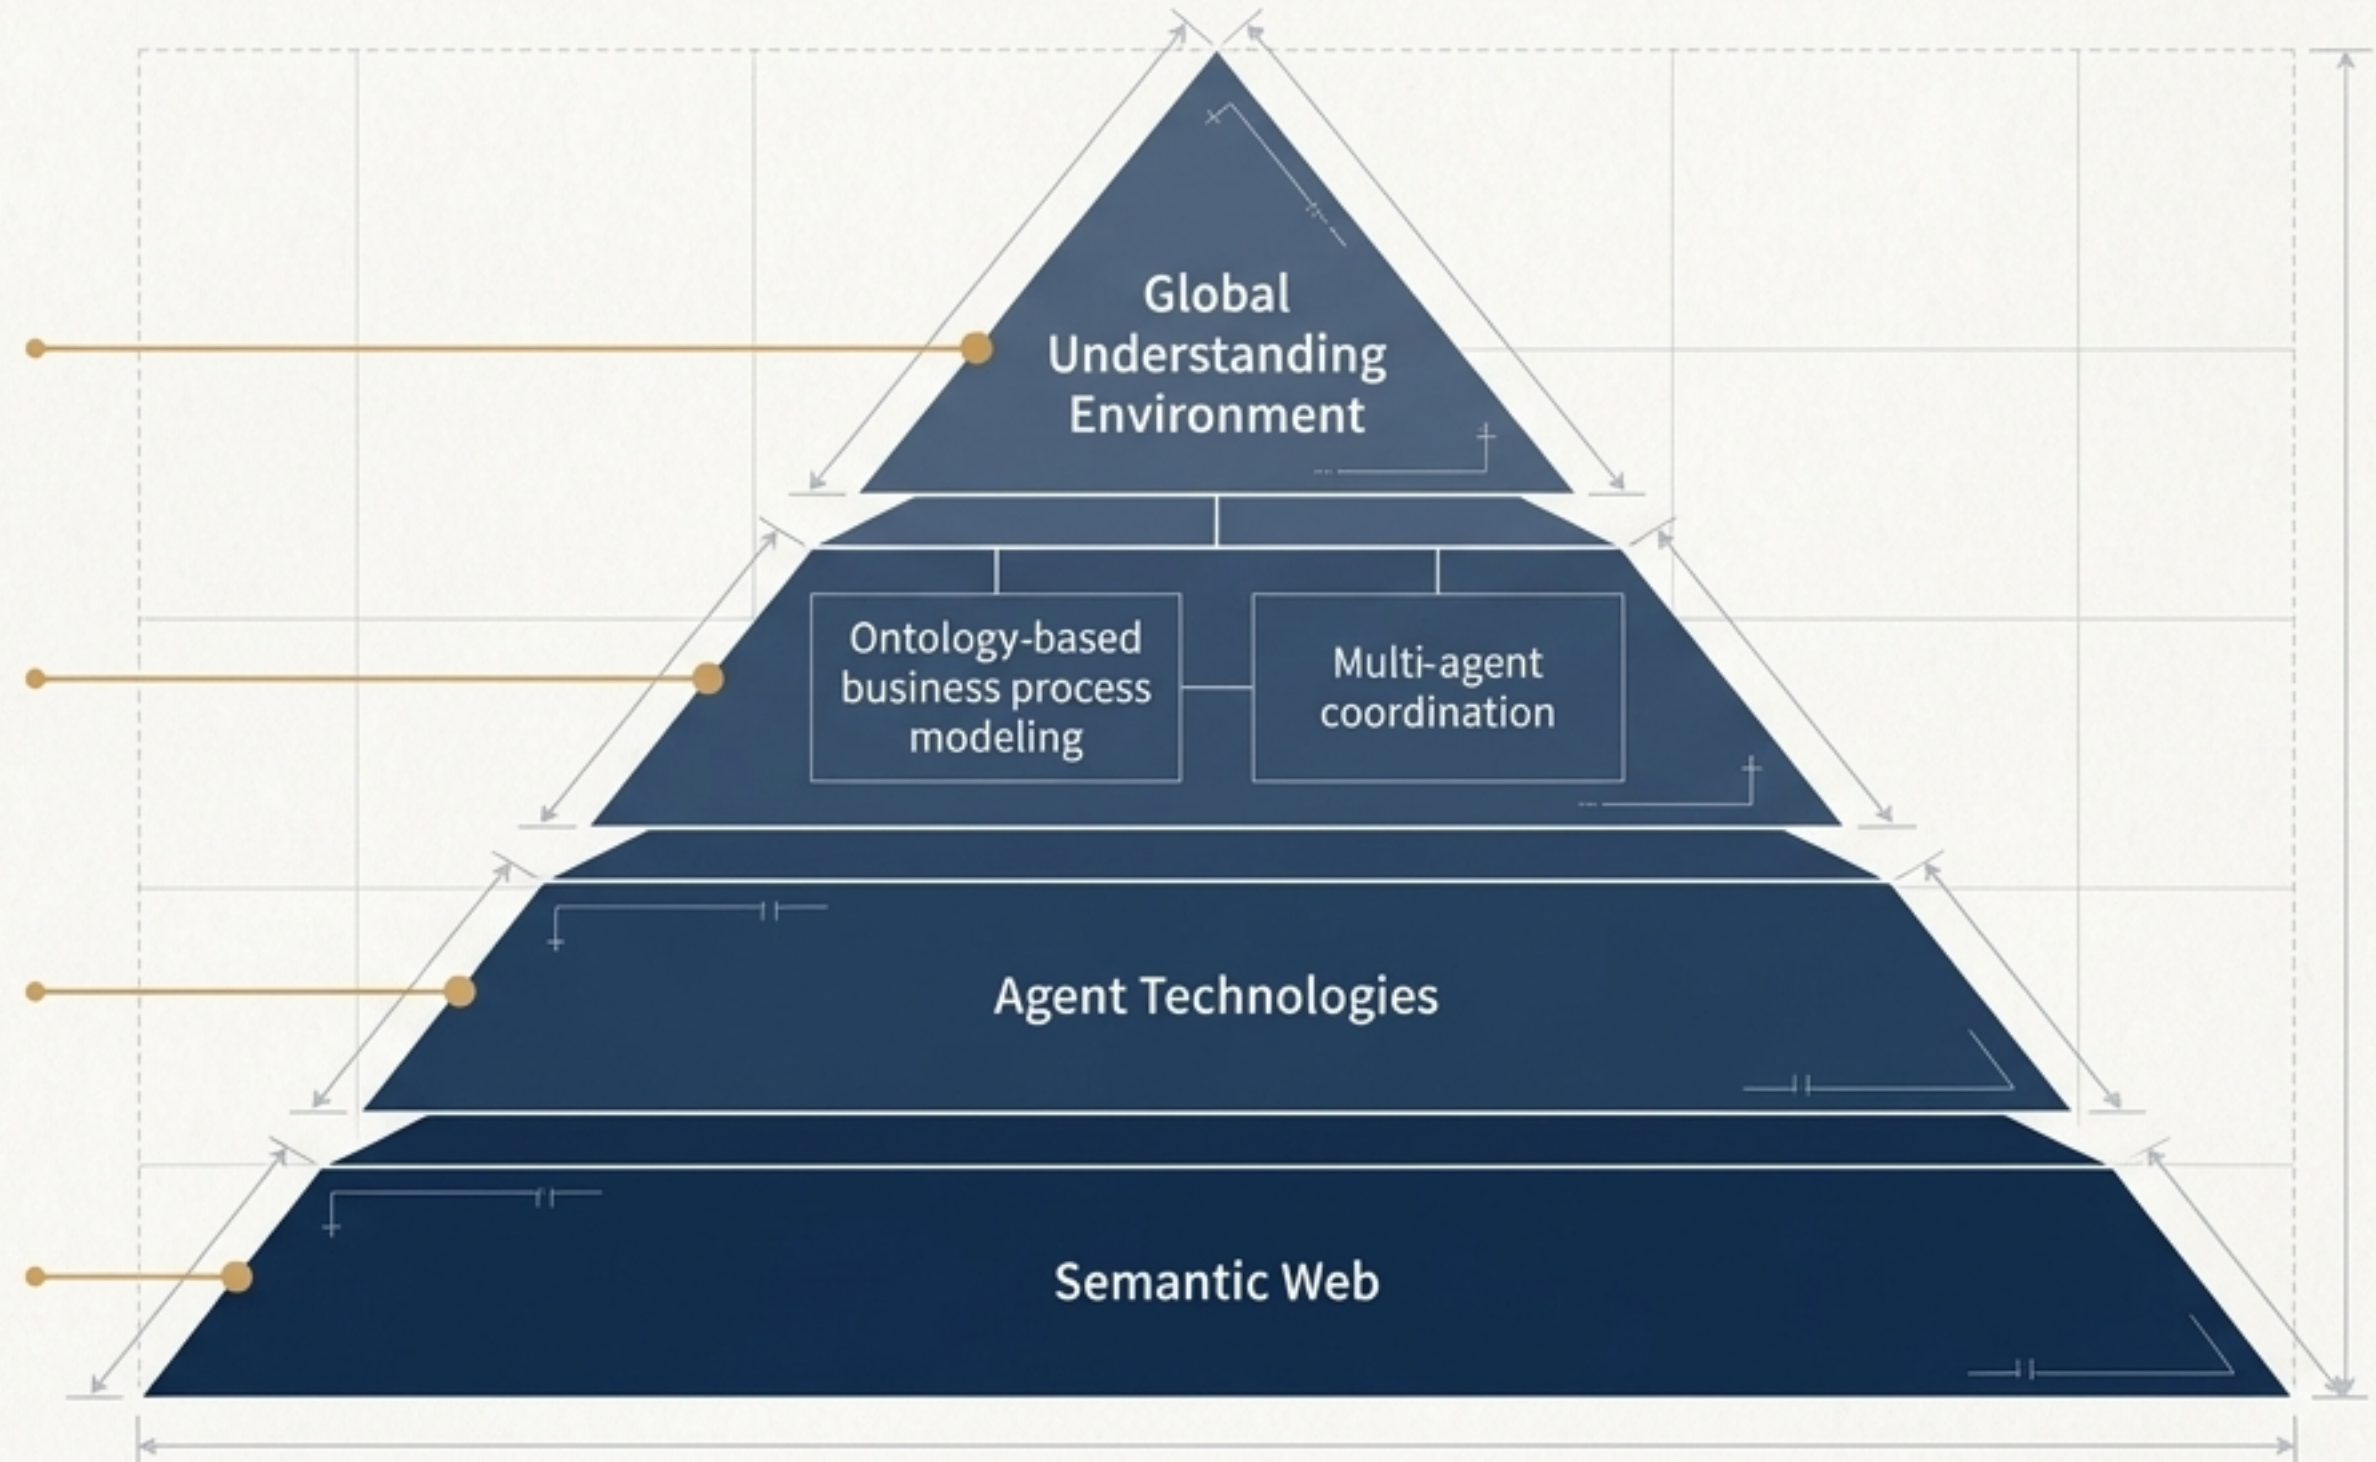 Global
Understanding
Environment
Ontology-based
business process
modeling
Multi-agent
coordination
Agent Technologies
Semantic Web